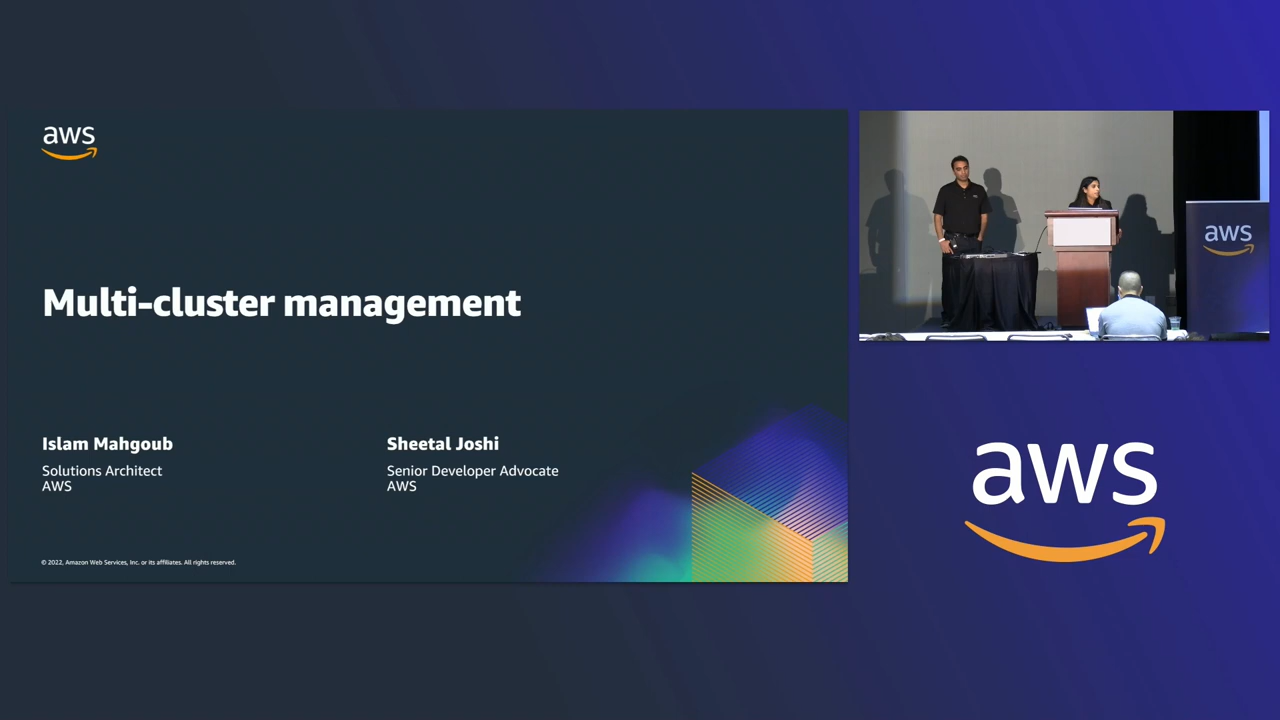 aws
Multi-cluster management
Islam Mahgoub
Solutions Architect
AWS
Sheetal Joshi
Senior Developer Advocate
AWS
© 2022, Amazon Web Services, Inc. or its affiliates. All rights reserved.
aws
aws